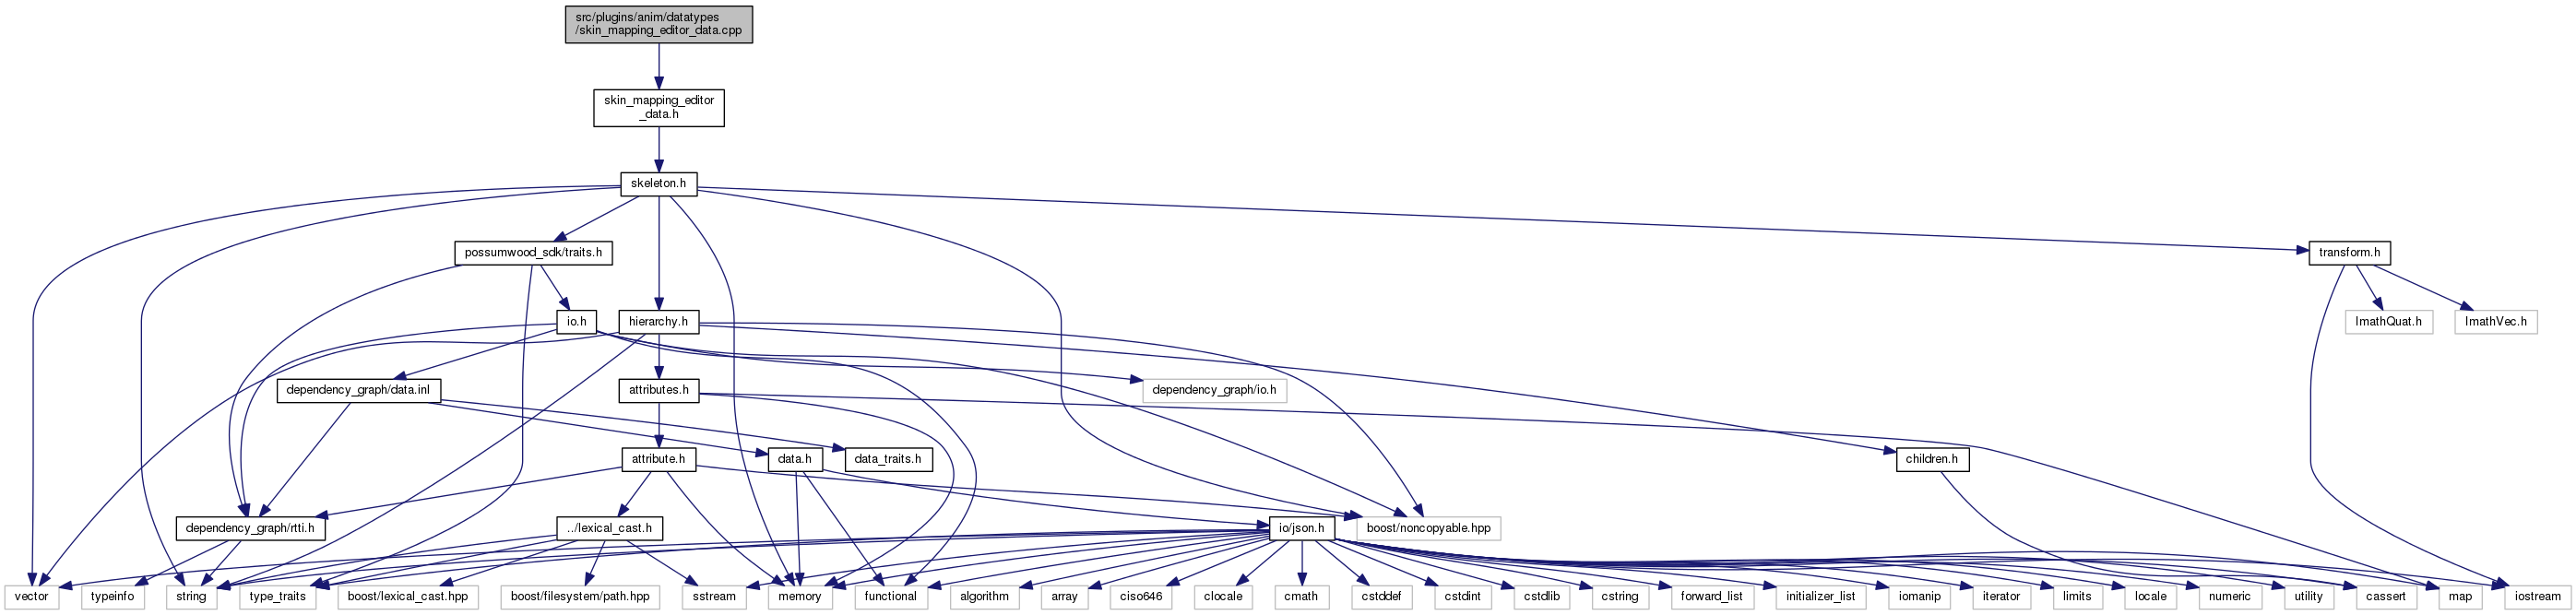 src/plugins/anim/datatypes
/skin_mapping_editor_data.cpp
skin_mapping_editor
_data.h
skeleton.h
possumwood_sdk/traits.h
transform.h
io.h
hierarchy.h
ImathQuat.h
ImathVec.h
dependency_graph/data.inl
attributes.h
dependency_graph/io.h
attribute.h
data.h
data_traits.h
children.h
dependency_graph/rtti.h
../lexical_cast.h
io/json.h
boost/noncopyable.hpp
vector
typeinfo
string
type_traits
boost/lexical_cast.hpp
boost/filesystem/path.hpp
sstream
memory
functional
algorithm
array
ciso646
clocale
cmath
cstddef
cstdint
cstdlib
cstring
forward_list
initializer_list
iomanip
iterator
limits
locale
numeric
utility
cassert
map
iostream